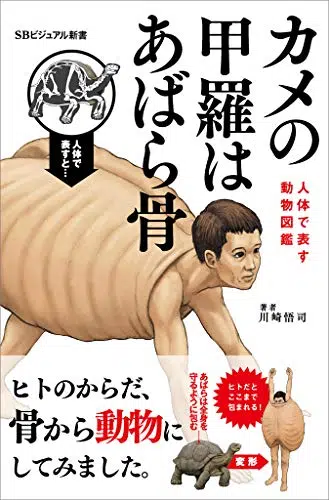 SBビジュアル新書
カメの
甲羅は
あばら骨
人体で表す
動物図鑑
著者
川崎悟司
人体で
表すと…
ヒトのからだ、
骨から動物に
してみました。
あばらは全身を
守るように包む
ヒトだと
ここまで
包まれる!
変形